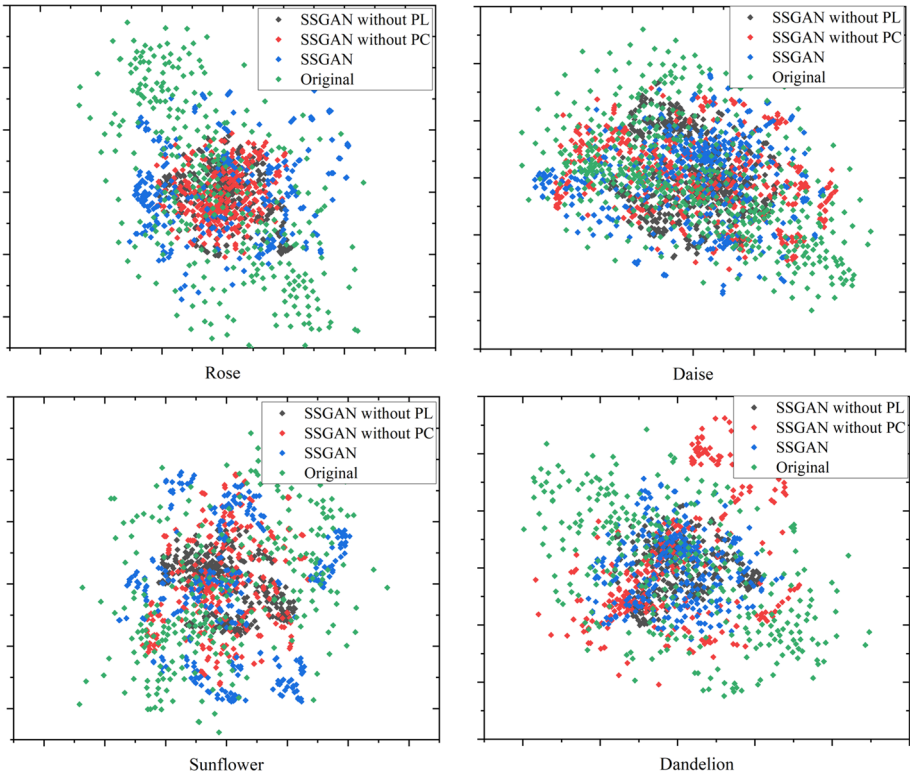 SSGAN without PL
SSGAN without PC
SSGAN
Original
Rose
SSGAN without PL
SSGAN without PC
SSGAN
Original
Daise
SSGAN without PL
SSGAN without PC
SSGAN
Original
Sunflower
SSGAN without PL
SSGAN without PC
SSGAN
Original
Dandelion